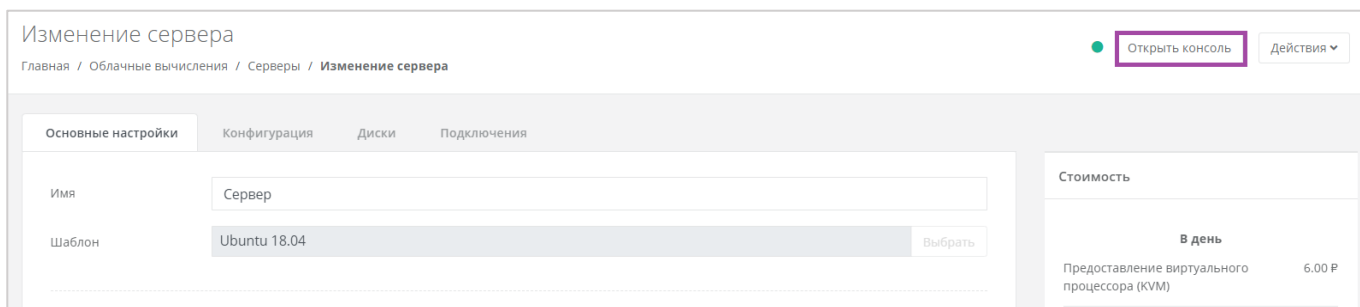 Изменение сервера
Главная / Облачные вычисления / Серверы / Изменение сервера
Открыть консоль
Действия
Основные настройки
Конфигурация
Диски
Подключения
Имя
Сервер
Шаблон
Ubuntu 18.04
Выбрать
Стоимость
В день
Предоставление виртуального
процессора (KVM)
6.00 ₽